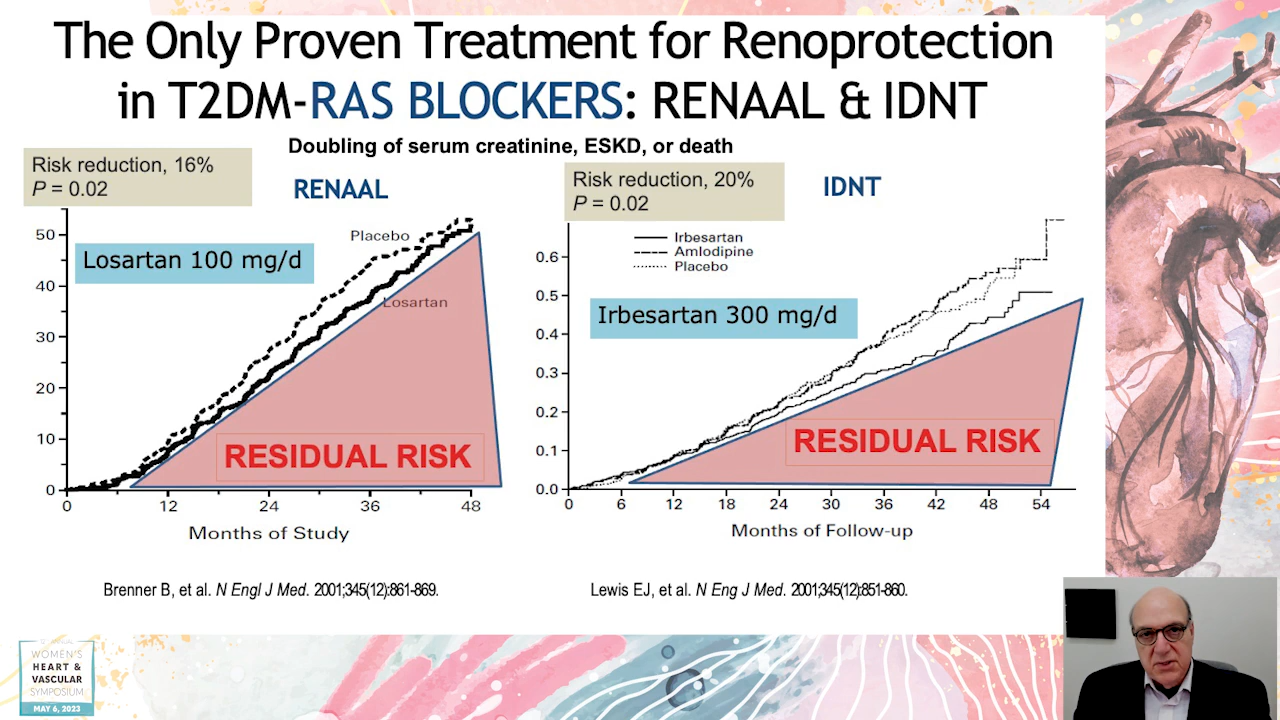 The Only Proven Treatment for Renoprotection
in T2DM-RAS BLOCKERS: RENAAL & IDNT
Doubling of serum creatinine, ESKD, or death
Risk reduction, 16%
P = 0.02
RENAAL
Placebo
Losartan 100 mg/d
Losartan
50
40
30
20
10
0
RESIDUAL RISK
0 12 24 36 48
Months of Study
Brenner B, et al. N Engl J Med. 2001;345(12):861-869.
Risk reduction, 20%
P = 0.02
IDNT
Irbesartan
Amlodipine
Placebo
Irbesartan 300 mg/d
0.6
0.5
0.4
0.3
0.2
0.1
0.0
RESIDUAL RISK
0 6 12 18 24 30 36 42 48 54
Months of Follow-up
Lewis EJ, et al. N Eng J Med. 2001;345(12):851-860.
WOMEN'S
HEART &
VASCULAR
SYMPOSIUM
MAY 6, 2023